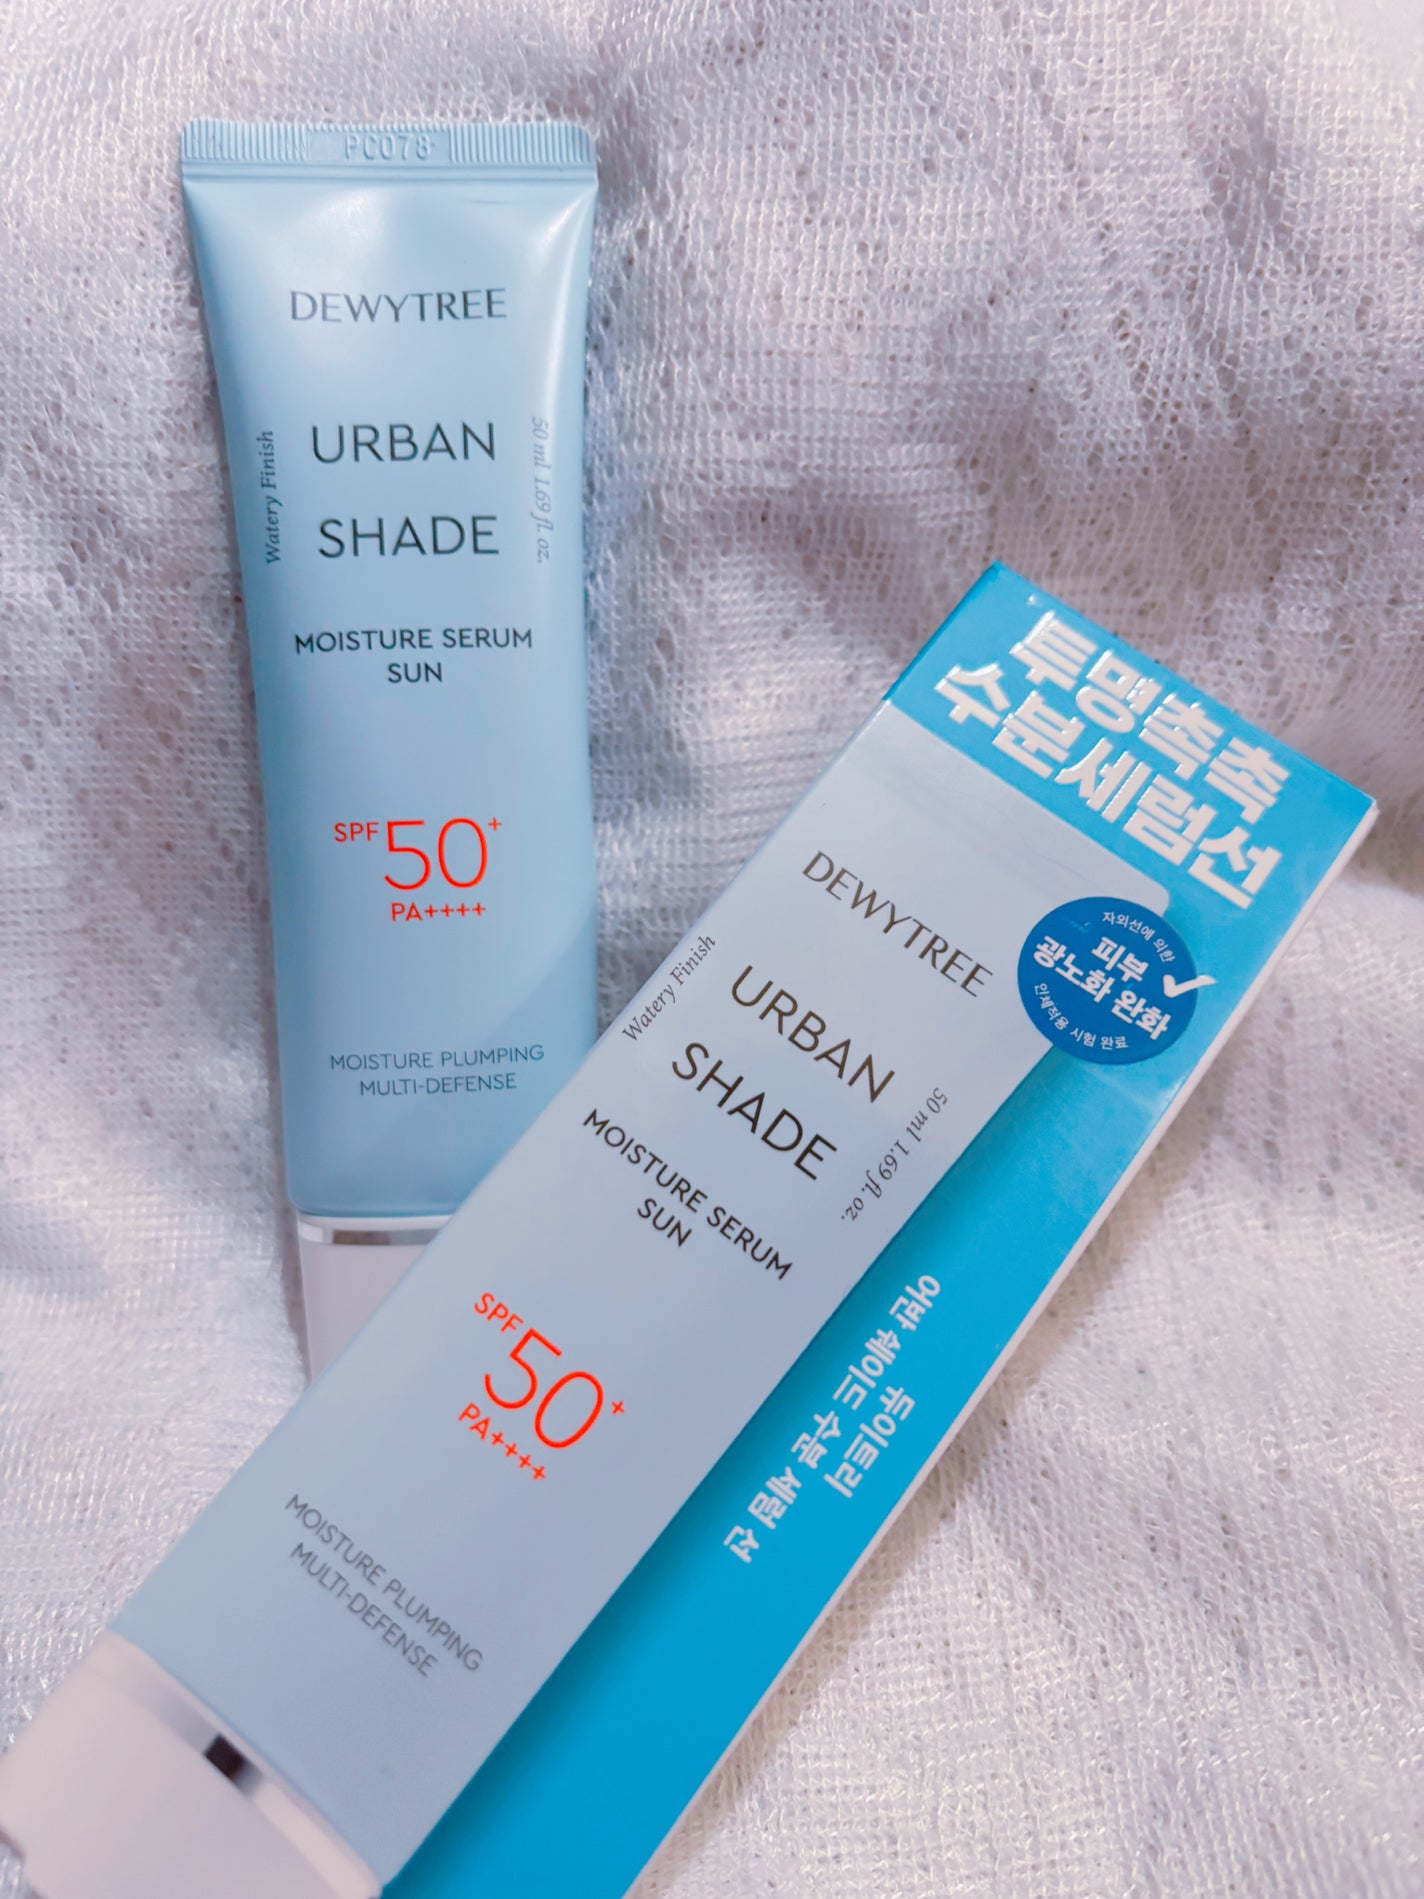 PC078
DEWYTREE
Watery Finish
URBAN
SHADE
50 ml 1.69 fl. oz.
MOISTURE SERUM
SUN
SPF 50+
PA++++
MOISTURE PLUMPING
MULTI-DEFENSE
투명촉촉
수분세럼선
자외선에 의한
피부
광노화 완화
인체적용 시험 완료
DEWYTREE
Watery Finish
URBAN
SHADE
50 ml 1.69 fl. oz.
MOISTURE SERUM
SUN
SPF 50+
PA++++
MOISTURE PLUMPING
MULTI-DEFENSE
듀이트리
어반 쉐이드 수분 세럼 선